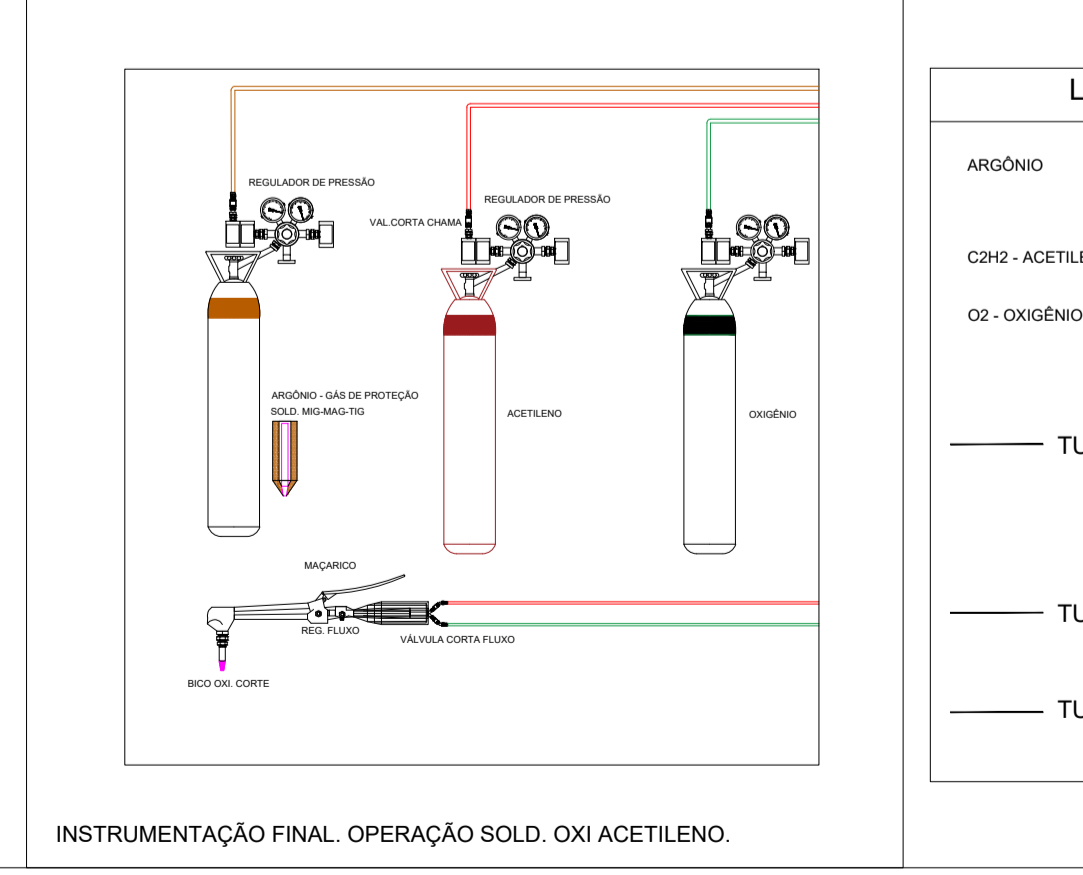 REGULADOR DE PRESSÃO
REGULADOR DE PRESSÃO
VAL.CORTA CHAMA
ARGÔNIO - GÁS DE PROTEÇÃO
SOLD. MIG-MAG-TIG
ACETILENO
OXIGÊNIO
MAÇARICO
REG. FLUXO
VÁLVULA CORTA FLUXO
BICO OXI. CORTE
INSTRUMENTAÇÃO FINAL. OPERAÇÃO SOLD. OXI ACETILENO.
L
ARGÔNIO
C2H2 - ACETILE
O2 - OXIGÊNIO
TU
TU
TU